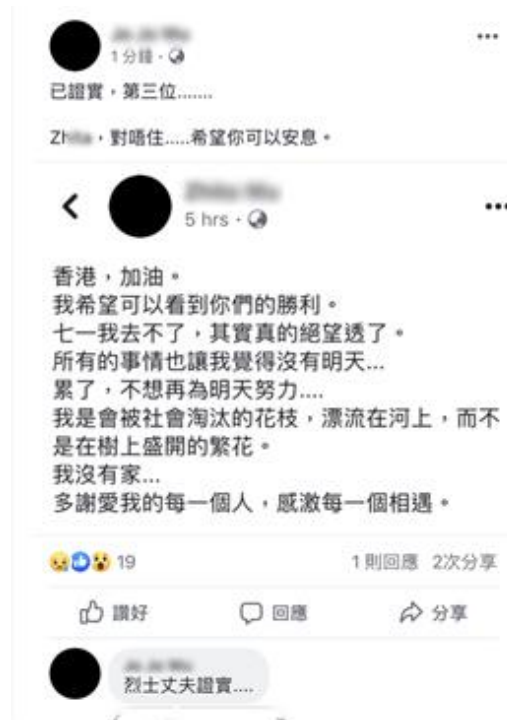 1分鐘
已證實,第三位.......
Zh,對唔住.....希望你可以安息。
5 hrs
香港,加油。
我希望可以看到你們的勝利。
七一我去不了,其實真的絕望透了。
所有的事情也讓我覺得沒有明天...
累了,不想再為明天努力....
我是會被社會淘汰的花枝,漂流在河上,而不
是在樹上盛開的繁花。
我沒有家...
多謝愛我的每一個人,感激每一個相遇。
19 1則回應 2次分享
讚好 回應 分享
烈士丈夫證實....